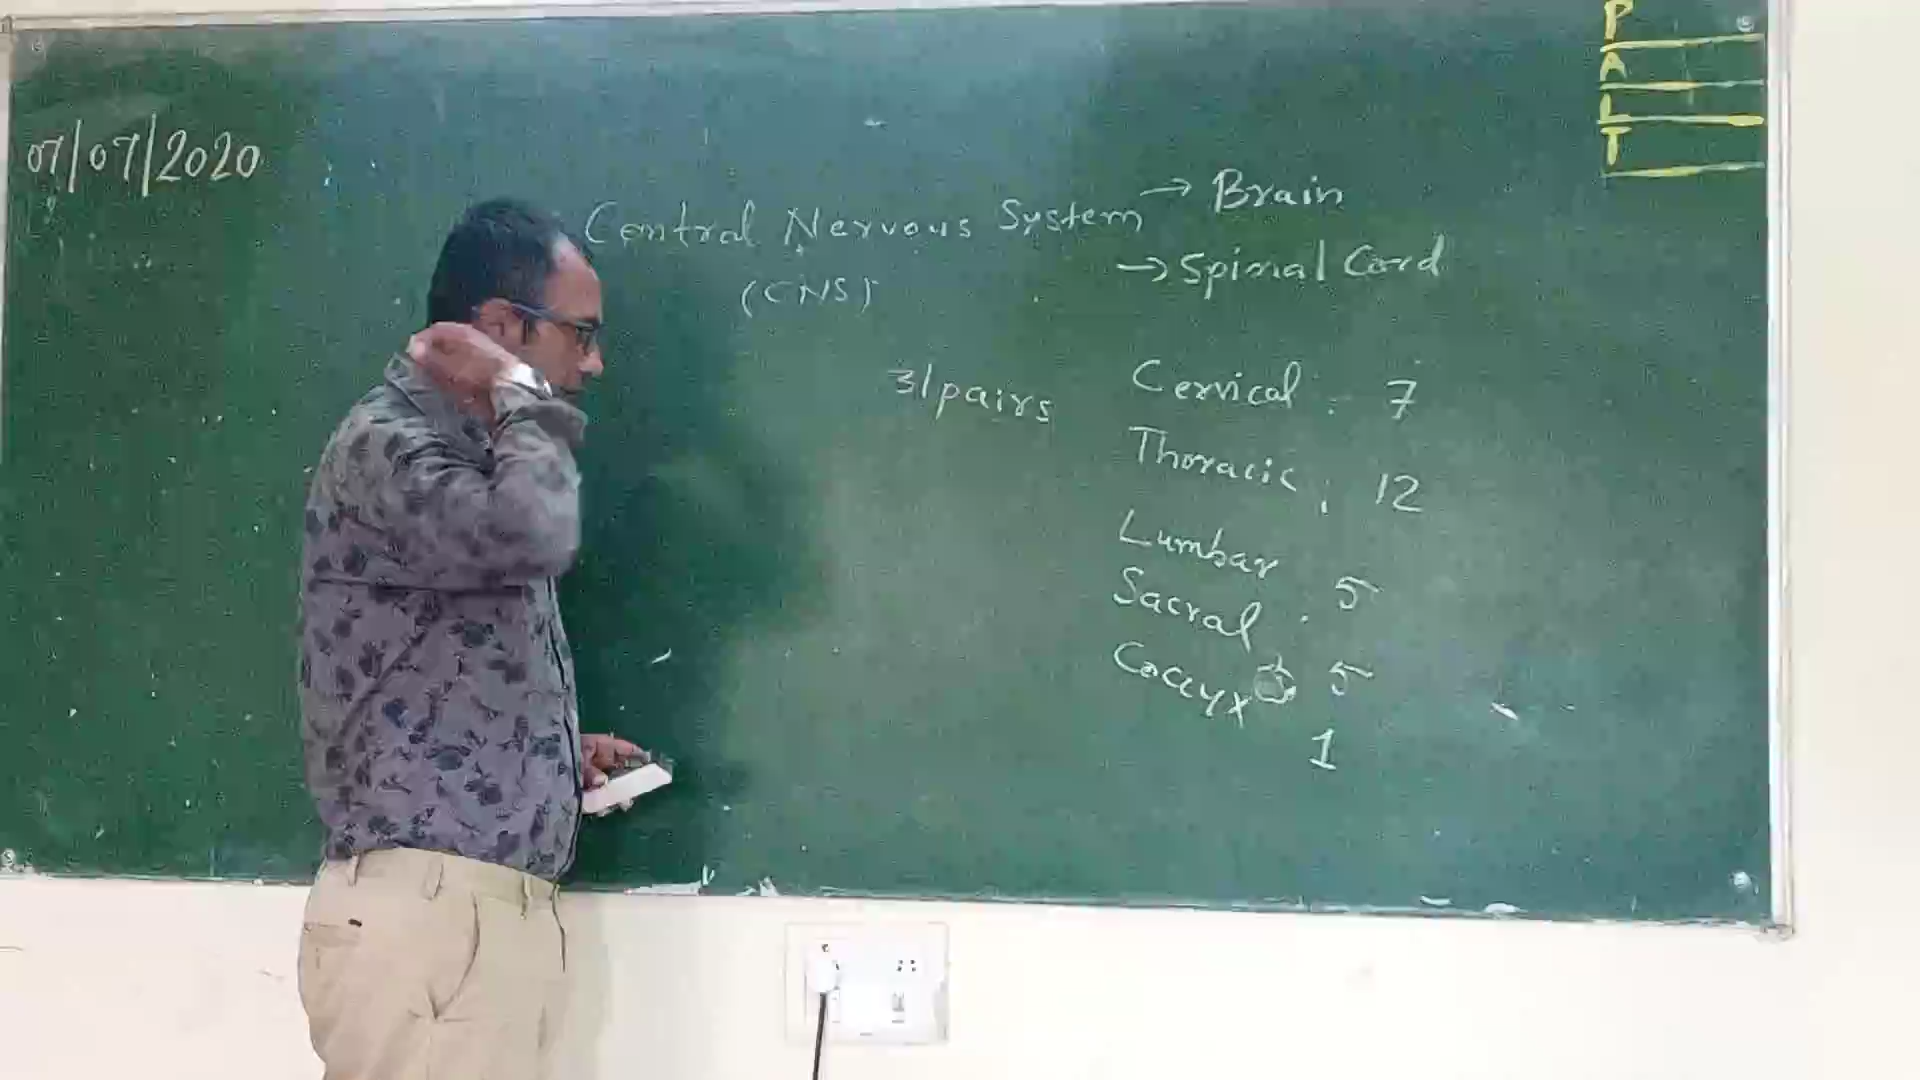 P
A
L
T
07/07/2020
Central Nervous System → Brain
→ Spinal Cord
(CNS)
31 pairs
Cervical : 7
Thoracic : 12
Lumbar : 5
Sacral : 5
Coccyx 1